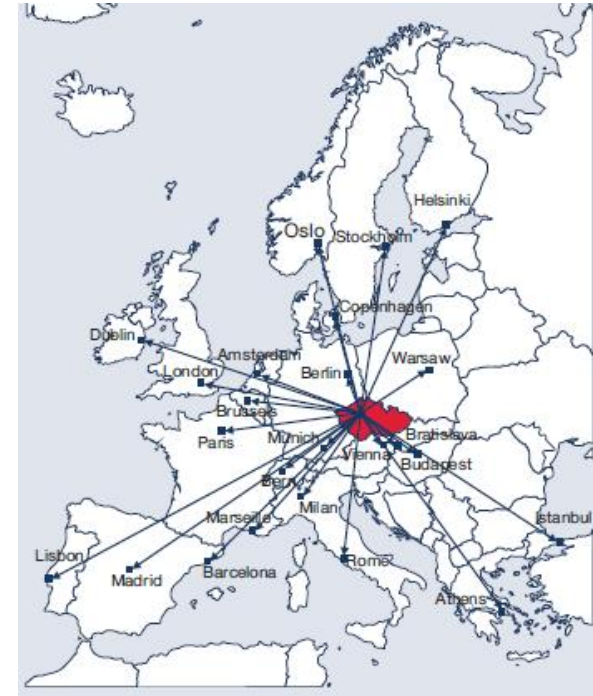 Helsinki
Oslo
Stockholm
Copenhagen
Dublin
Amsterdam
Warsaw
London
Berlin
Brussels
Paris
Munich
Bratislava
Vienna
Budapest
Bern
Milan
Marseille
Istanbul
Lisbon
Rome
Barcelona
Madrid
Athens